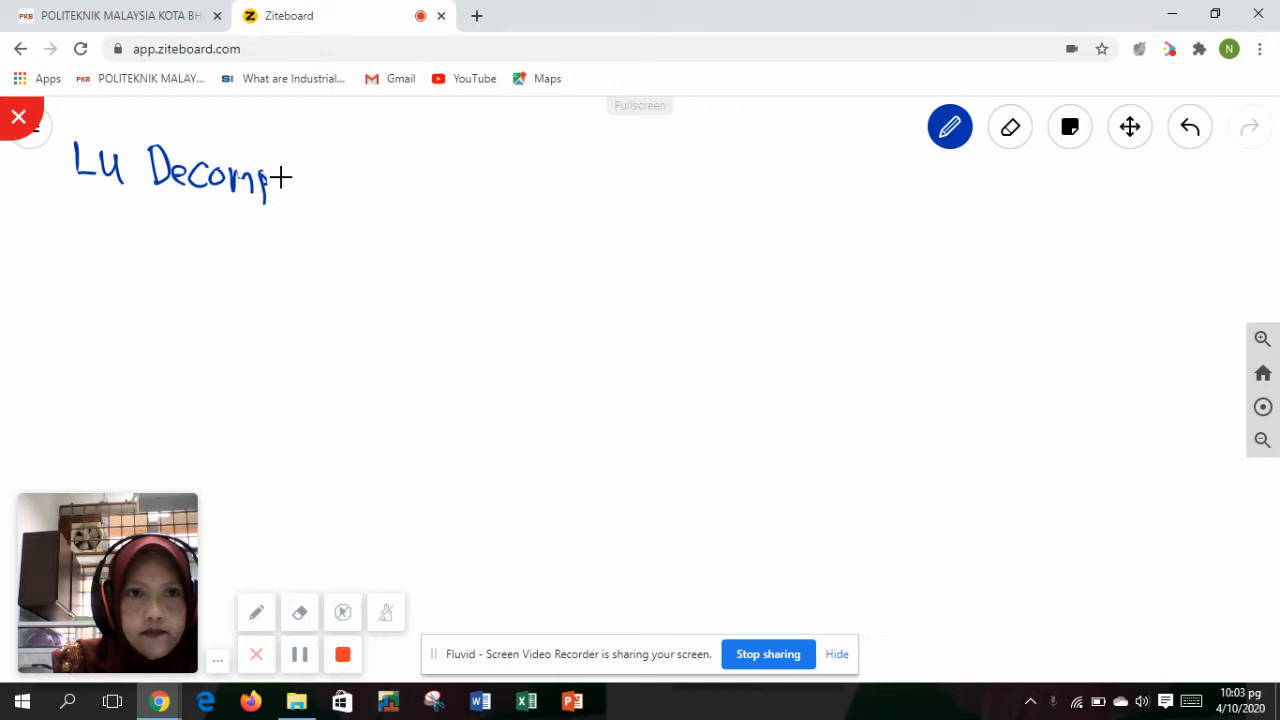 POLITEKNIK MALAYSIA KOTA BH
Ziteboard
app.ziteboard.com
N
Apps
POLITEKNIK MALAY...
What are Industrial...
Gmail
YouTube
Maps
Fullscreen
LU Decomp
...
Fluvid - Screen Video Recorder is sharing your screen.
Stop sharing
Hide
10:03 pg
4/10/2020